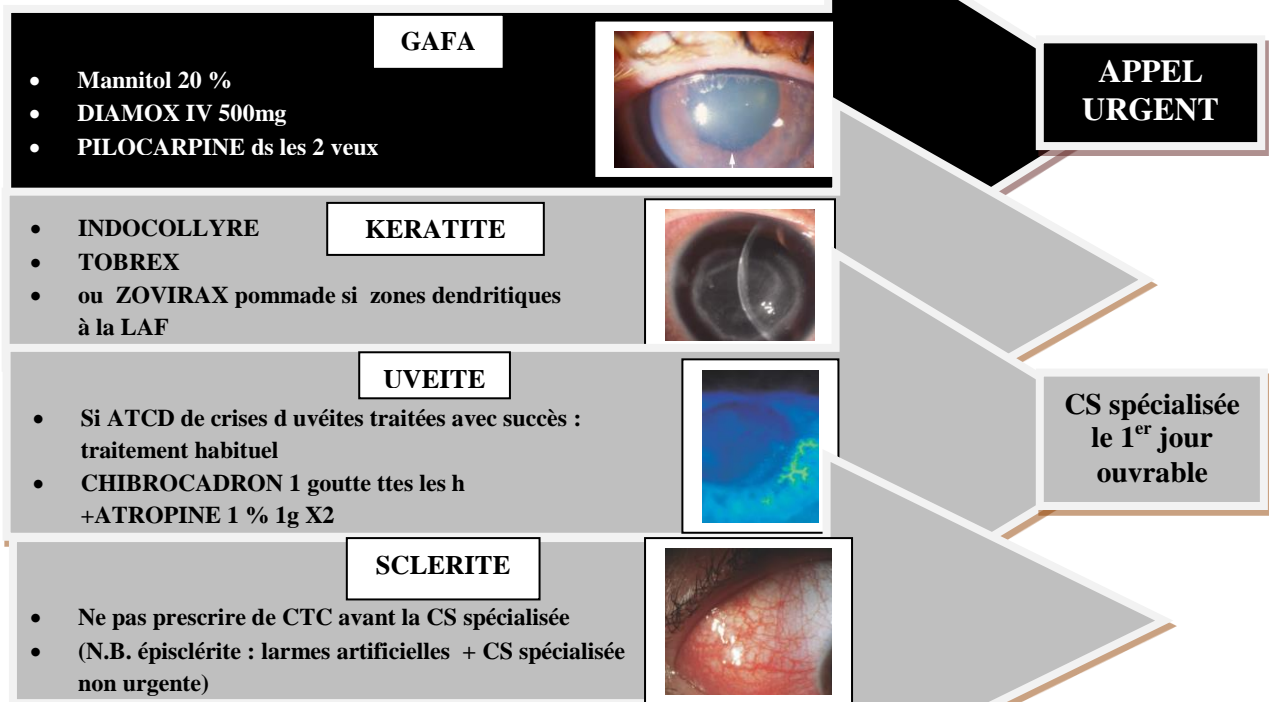 GAFA
• Mannitol 20 %
• DIAMOX IV 500mg
• PILOCARPINE ds les 2 veux
APPEL
URGENT
KERATITE
• INDOCOLLYRE
• TOBREX
• ou ZOVIRAX pommade si zones dendritiques
à la LAF
UVEITE
• Si ATCD de crises d uvéites traitées avec succès :
traitement habituel
• CHIBROCADRON 1 goutte ttes les h
+ATROPINE 1 % 1g X2
CS spécialisée
le 1er jour
ouvrable
SCLERITE
• Ne pas prescrire de CTC avant la CS spécialisée
• (N.B. épisclérite : larmes artificielles + CS spécialisée
non urgente)